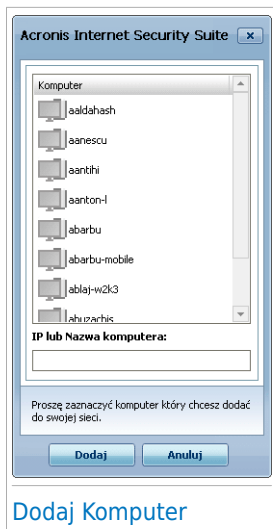 Acronis Internet Security Suite
Komputer
aaldahash
aanescu
aantihi
aanton-l
abarbu
abarbu-mobile
ablaj-w2k3
abuzachis
IP lub Nazwa komputera:
Proszę zaznaczyć komputer który chcesz dodać
do swojej sieci.
Dodaj Anuluj
Dodaj Komputer